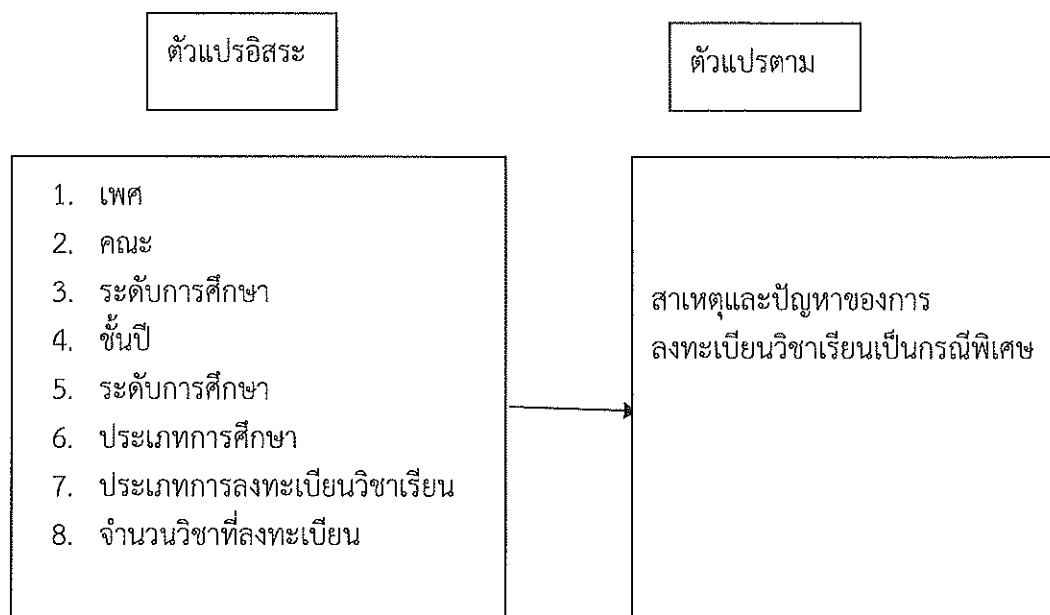 ตัวแปรอิสระ
ตัวแปรตาม
1. เพศ
2. คณะ
3. ระดับการศึกษา
4. ชั้นปี
5. ระดับการศึกษา
6. ประเภทการศึกษา
7. ประเภทการลงทะเบียนวิชาเรียน
8. จำนวนวิชาที่ลงทะเบียน
สาเหตุและปัญหาของการ
ลงทะเบียนวิชาเรียนเป็นกรณีพิเศษ